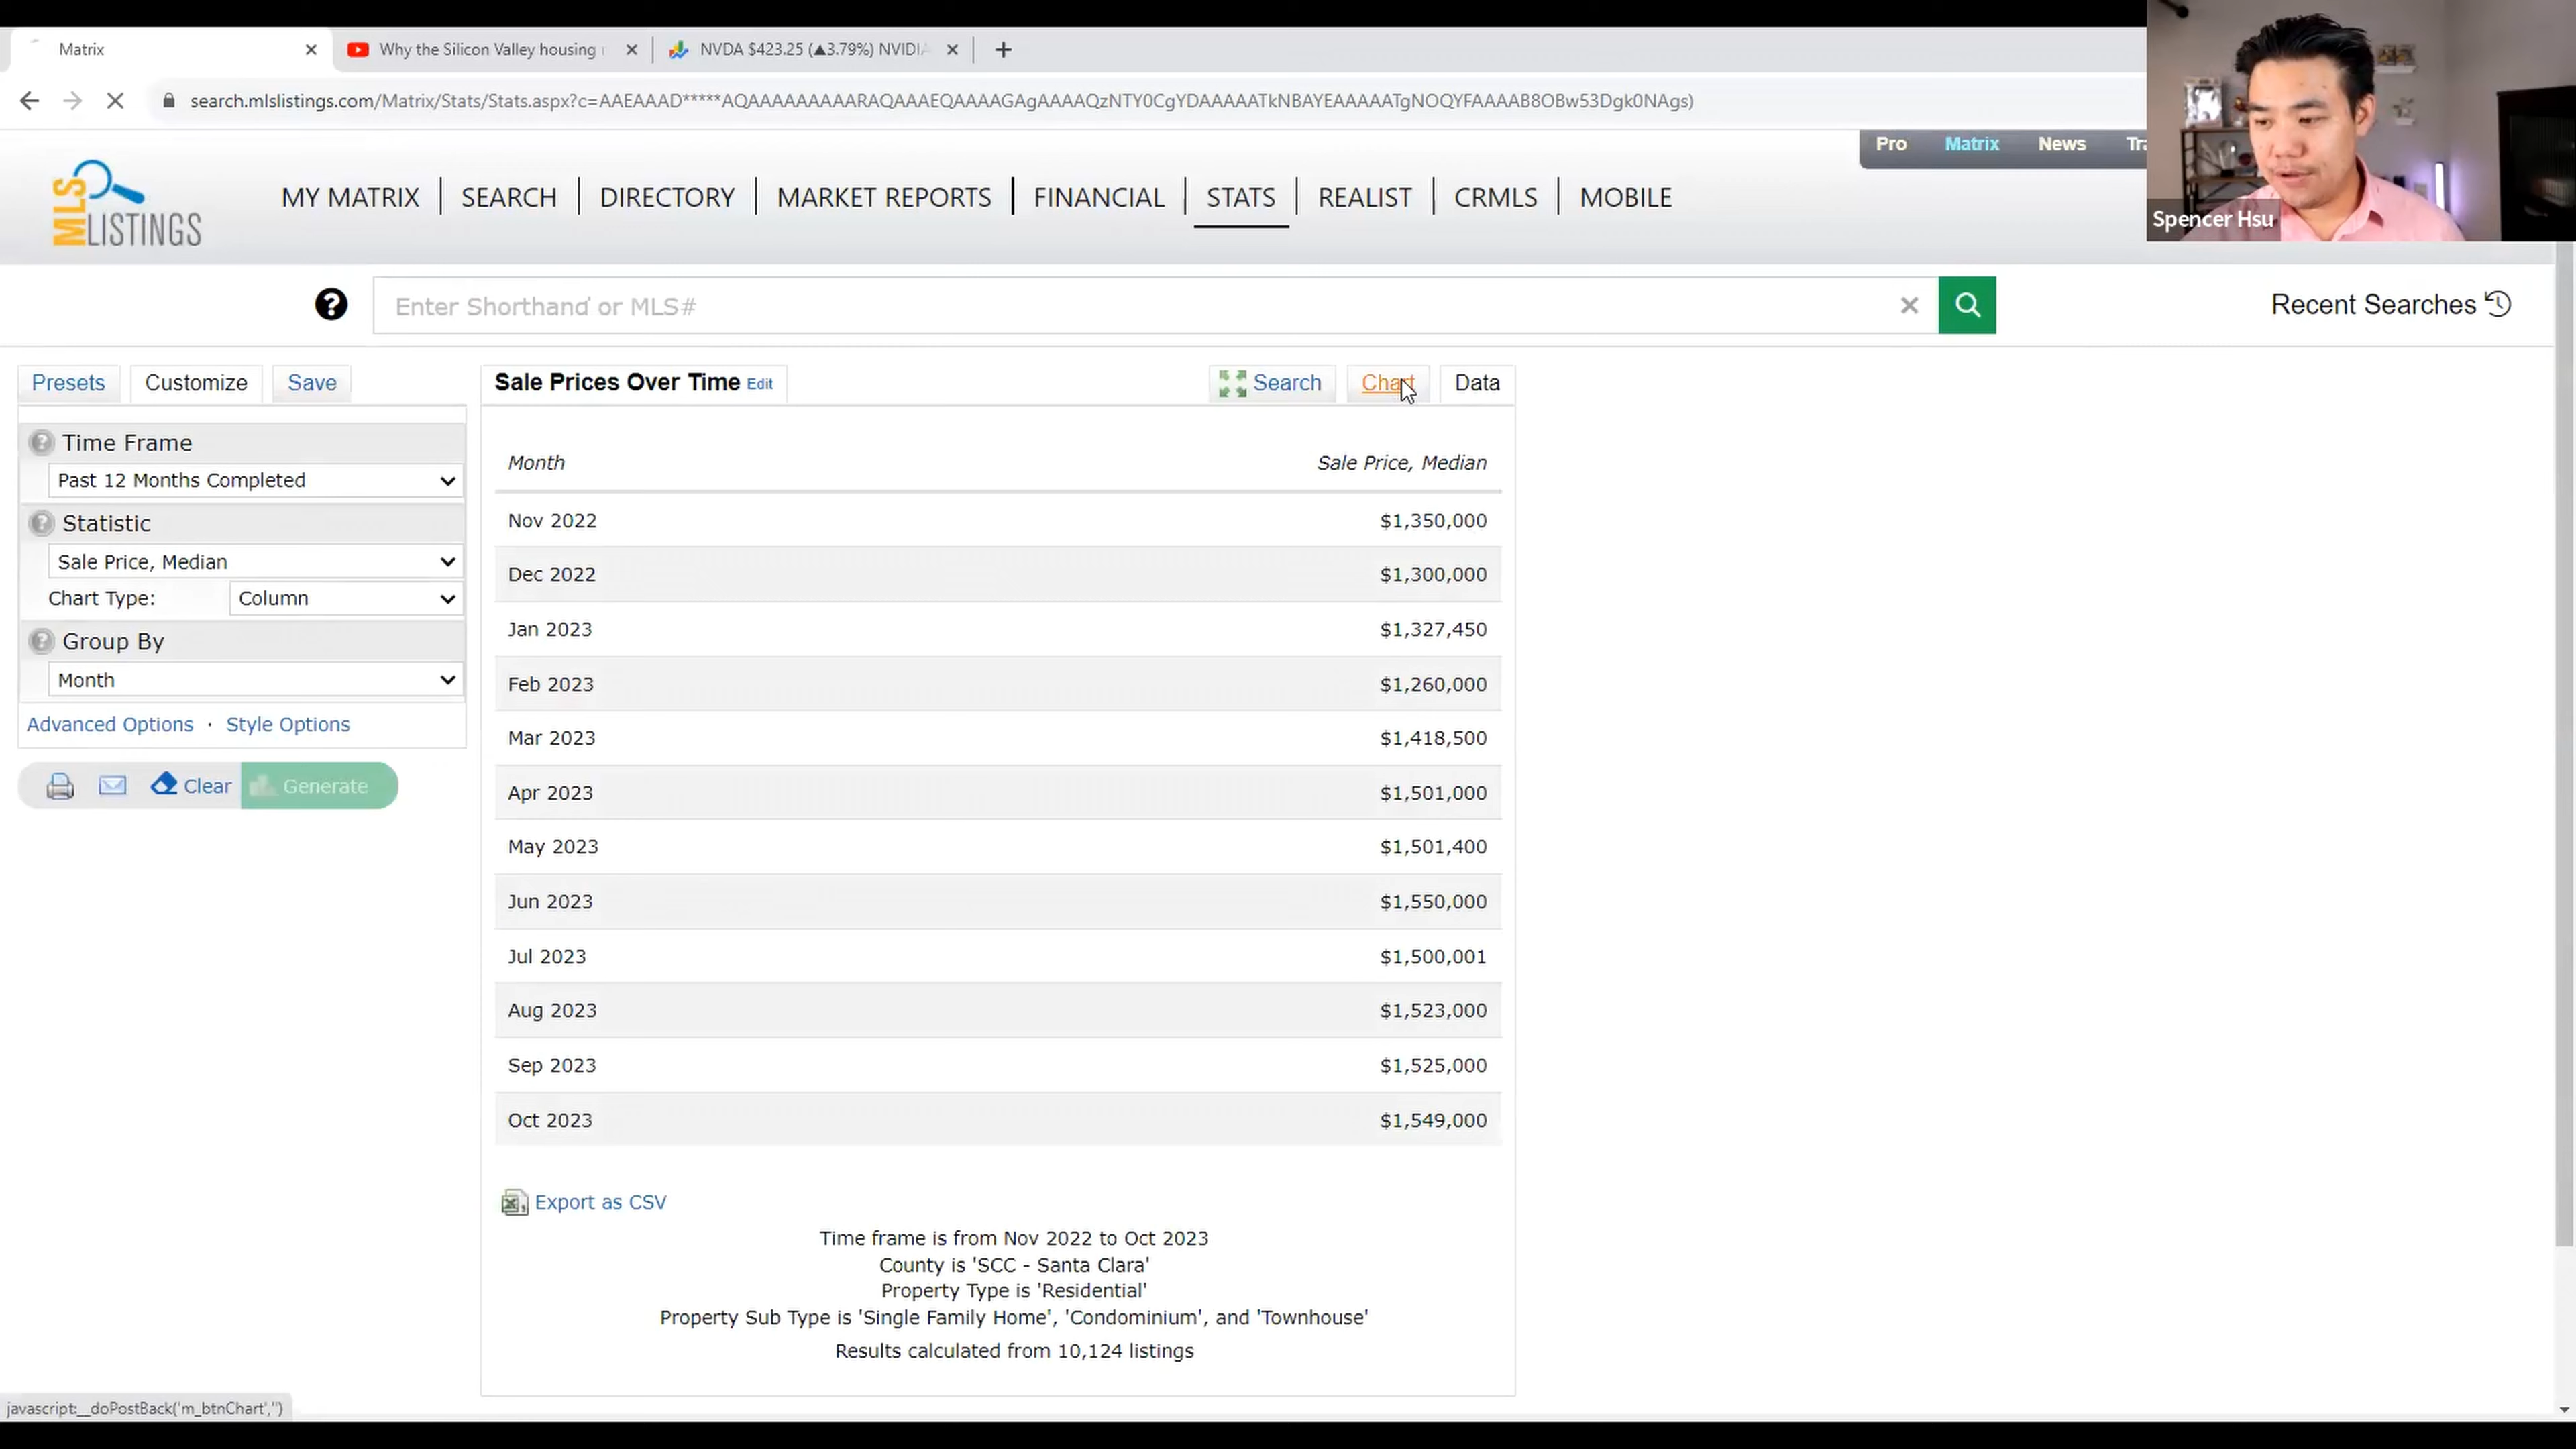 Matrix
Why the Silicon Valley housing
NVDA $423.25 (▲3.79%) NVIDI
search.mlslistings.com/Matrix/Stats/Stats.aspx?c=AAEAAAD*****AQAAAAAAAAARAQAAAEQAAAAGAgAAAAQzNTY0CgYDAAAAATkNBAYEAAAAATgNOQYFAAAAB8OBw53Dgk0NAgs)
Pro Matrix News Tr
MLS LISTINGS
MY MATRIX SEARCH DIRECTORY MARKET REPORTS FINANCIAL STATS REALIST CRMLS MOBILE
Spencer Hsu
Enter Shorthand or MLS#
Recent Searches
Presets Customize Save
Sale Prices Over Time Edit
Search Chart Data
Time Frame
Past 12 Months Completed
Statistic
Sale Price, Median
Chart Type: Column
Group By
Month
Advanced Options · Style Options
Clear Generate
Month Sale Price, Median
Nov 2022 $1,350,000
Dec 2022 $1,300,000
Jan 2023 $1,327,450
Feb 2023 $1,260,000
Mar 2023 $1,418,500
Apr 2023 $1,501,000
May 2023 $1,501,400
Jun 2023 $1,550,000
Jul 2023 $1,500,001
Aug 2023 $1,523,000
Sep 2023 $1,525,000
Oct 2023 $1,549,000
Export as CSV
Time frame is from Nov 2022 to Oct 2023
County is 'SCC - Santa Clara'
Property Type is 'Residential'
Property Sub Type is 'Single Family Home', 'Condominium', and 'Townhouse'
Results calculated from 10,124 listings
javascript:__doPostBack('m_btnChart','')